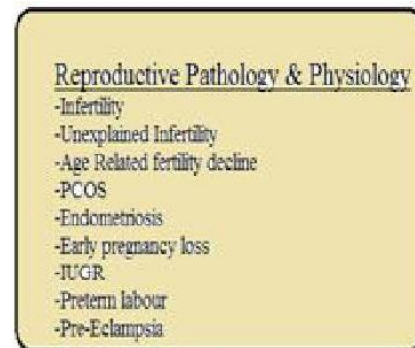 Reproductive Pathology & Physiology
-Infertility
-Unexplained Infertility
-Age Related fertility decline
-PCOS
-Endometriosis
-Early pregnancy loss
-IUGR
-Preterm labour
-Pre-Eclampsia